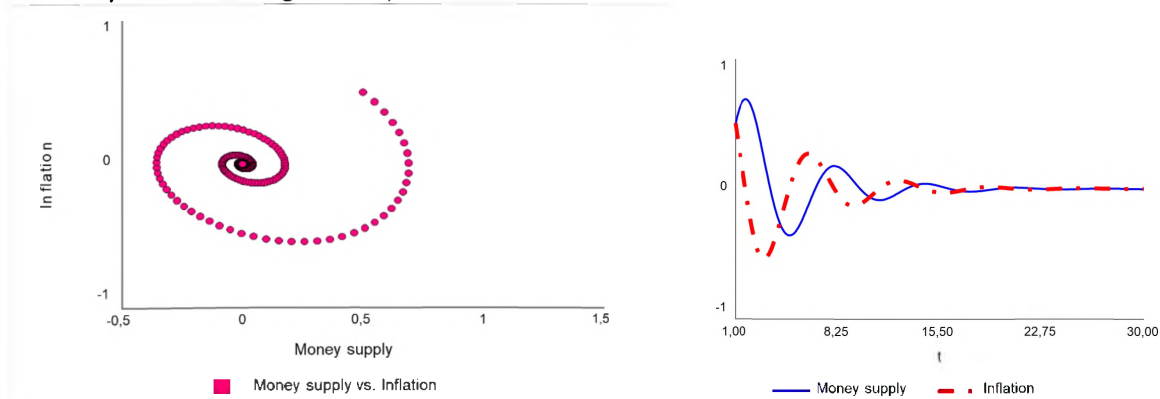 1
0
-1
Inflation
-0,5
0
0,5
1
1,5
Money supply
Money supply vs. Inflation
1
0
-1
1,00
8,25
15,50
22,75
30,00
t
Money supply
Inflation